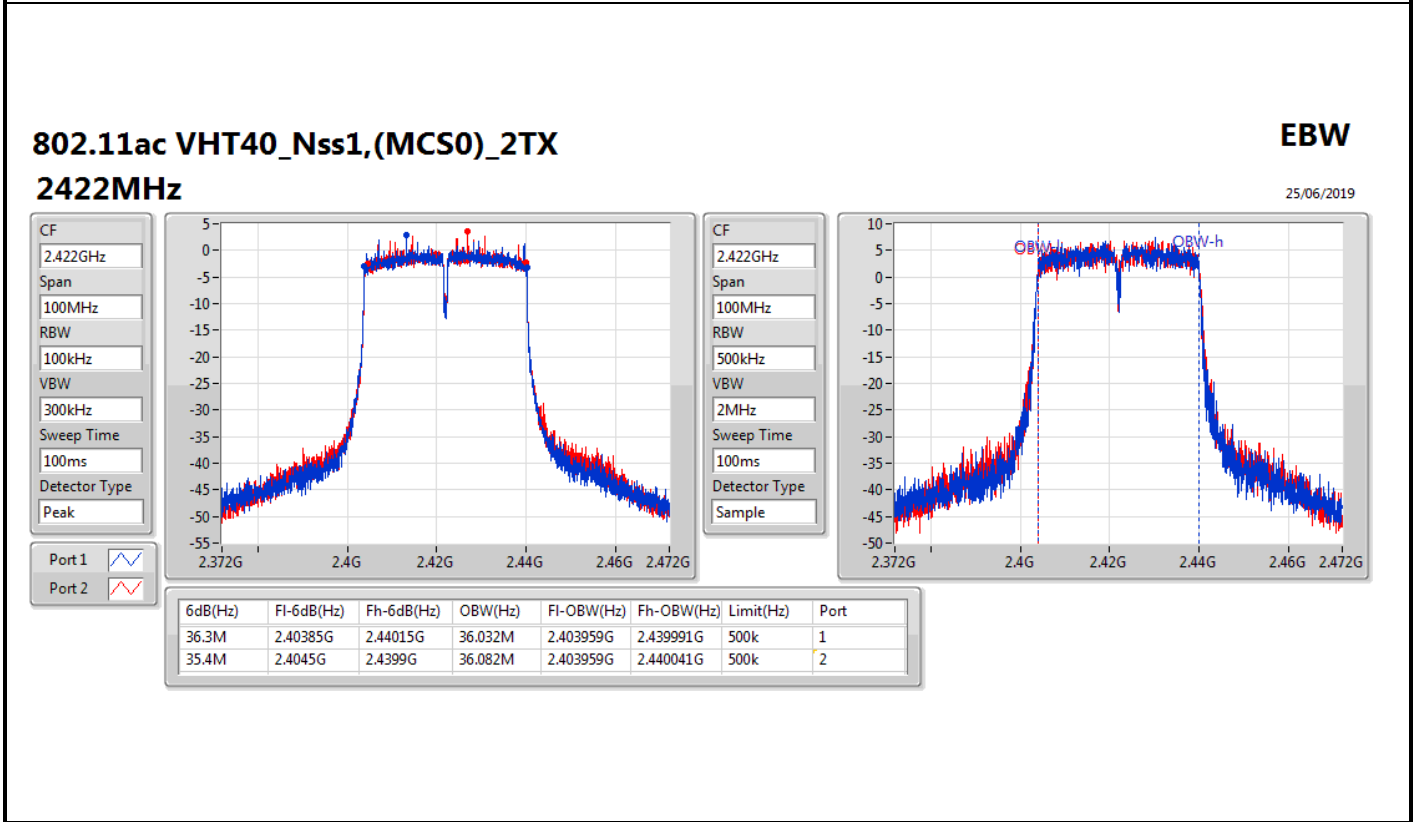 802.11ac VHT40_Nss1,(MCS0)_2TX
EBW
2422MHz
25/06/2019
CF
2.422GHz
Span
100MHz
RBW
100kHz
VBW
300kHz
Sweep Time
100ms
Detector Type
Peak
Port 1
Port 2
5
0
-5
-10
-15
-20
-25
-30
-35
-40
-45
-50
-55
2.372G 2.4G 2.42G 2.44G 2.46G 2.472G
CF
2.422GHz
Span
100MHz
RBW
500kHz
VBW
2MHz
Sweep Time
100ms
Detector Type
Sample
10
5
0
-5
-10
-15
-20
-25
-30
-35
-40
-45
-50
OBW-h
2.372G 2.4G 2.42G 2.44G 2.46G 2.472G
6dB(Hz) Fl-6dB(Hz) Fh-6dB(Hz) OBW(Hz) Fl-OBW(Hz) Fh-OBW(Hz) Limit(Hz) Port
36.3M 2.40385G 2.44015G 36.032M 2.403959G 2.439991G 500k 1
35.4M 2.4045G 2.4399G 36.082M 2.403959G 2.440041G 500k 2